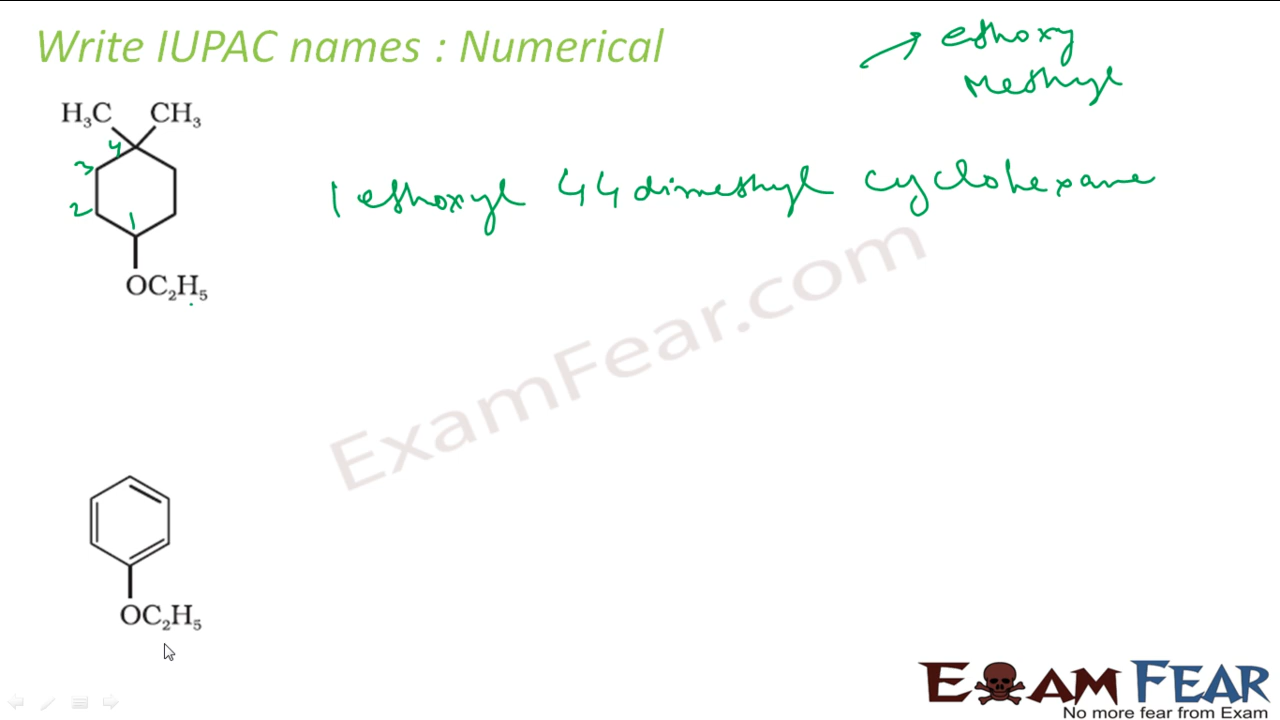 Write IUPAC names : Numerical
ethoxy
Methyl
H₃C CH₃
4
3
2
1
OC₂H₅
1 ethoxyl 4 4 dimethyl cyclohexane
ExamFear.com
OC₂H₅
EXAM FEAR
No more fear from Exam